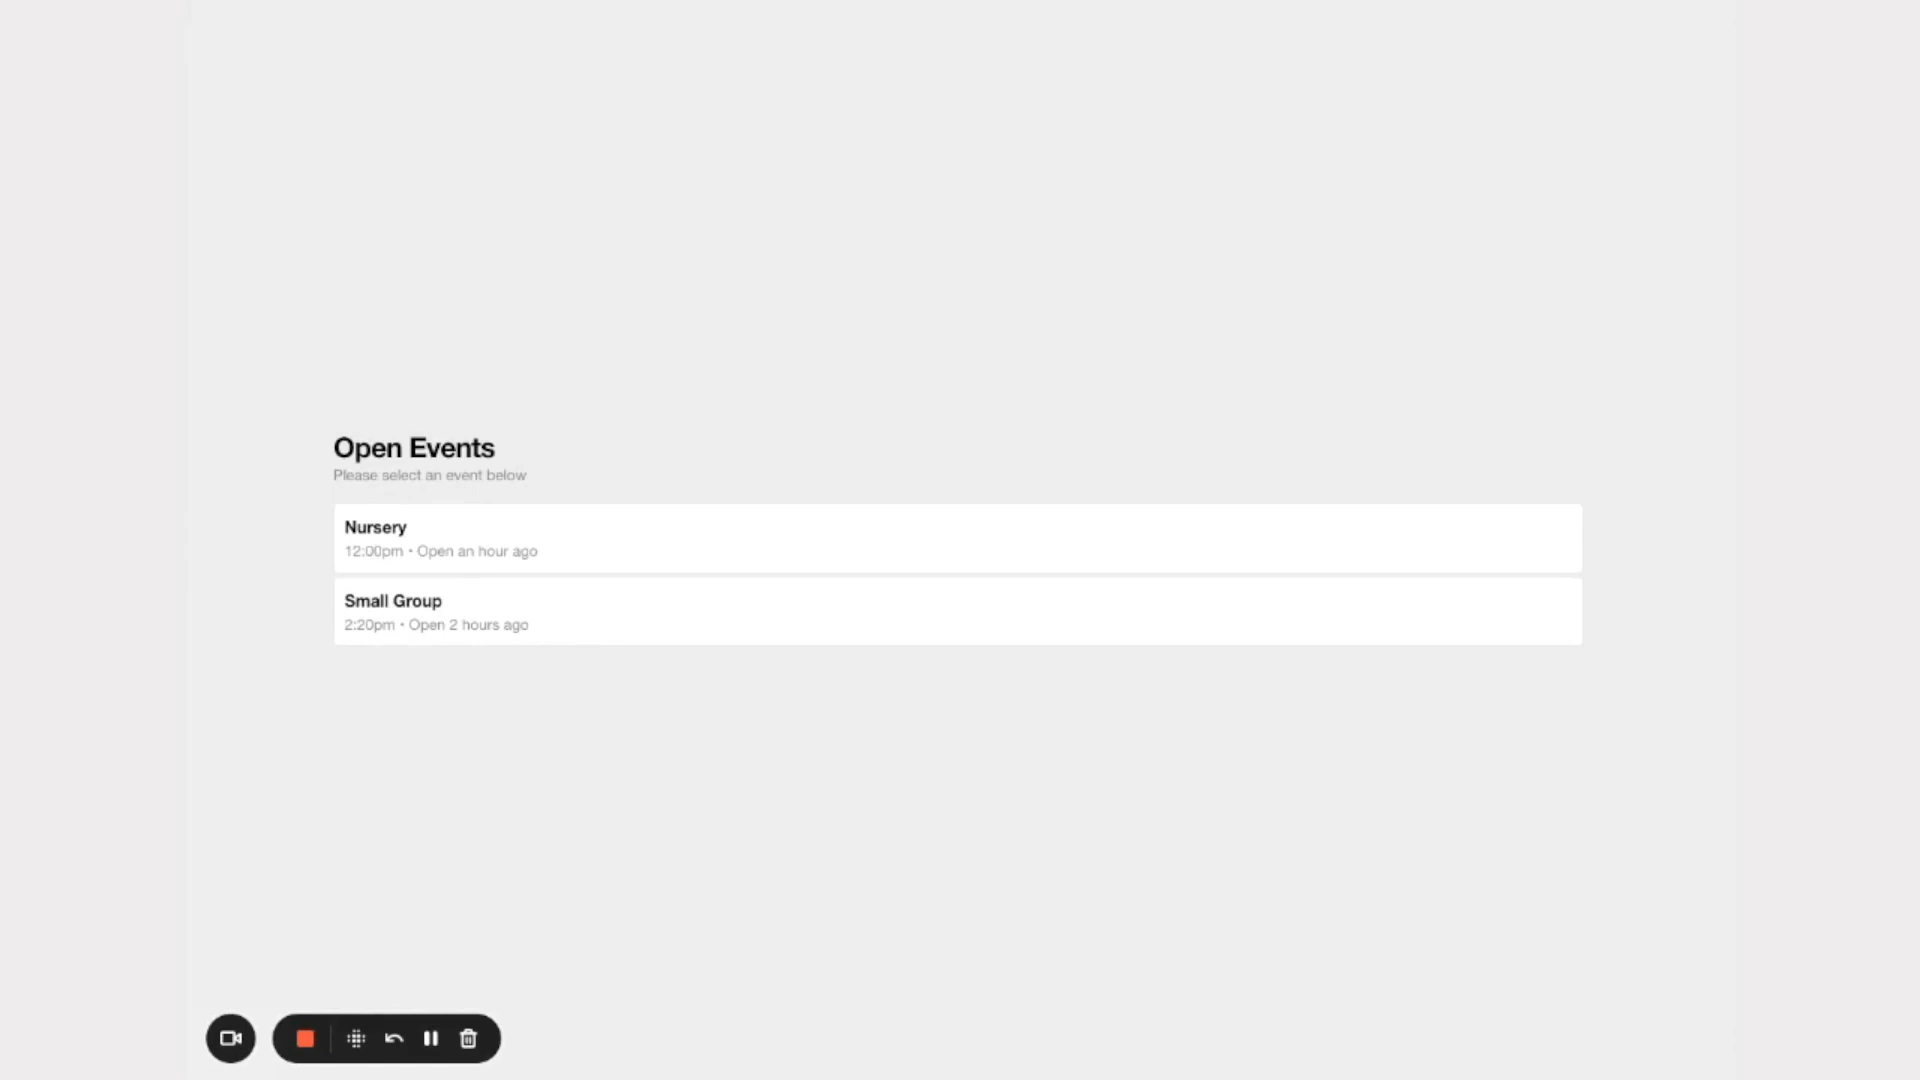 Open Events
Please select an event below
Nursery
12:00pm • Open an hour ago
Small Group
2:20pm • Open 2 hours ago